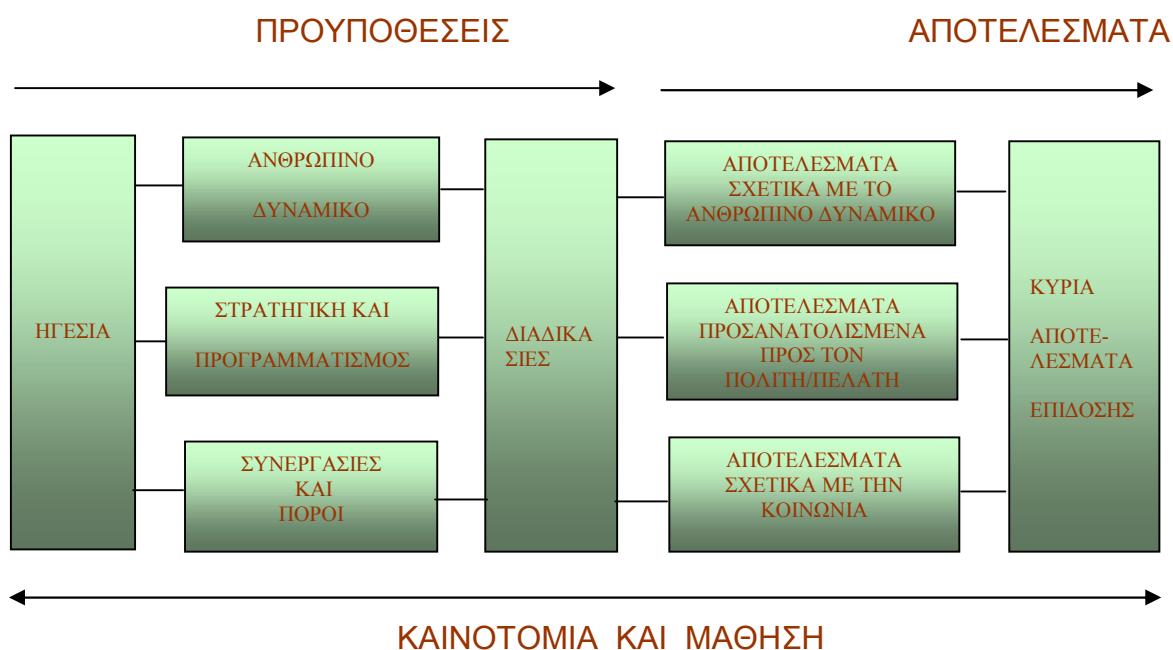 ΠΡΟΥΠΟΘΕΣΕΙΣ
ΑΠΟΤΕΛΕΣΜΑΤΑ
ΗΓΕΣΙΑ
ΑΝΘΡΩΠΙΝΟ
ΔΥΝΑΜΙΚΟ
ΣΤΡΑΤΗΓΙΚΗ ΚΑΙ
ΠΡΟΓΡΑΜΜΑΤΙΣΜΟΣ
ΣΥΝΕΡΓΑΣΙΕΣ
ΚΑΙ
ΠΟΡΟΙ
ΔΙΑΔΙΚΑ
ΣΙΕΣ
ΑΠΟΤΕΛΕΣΜΑΤΑ
ΣΧΕΤΙΚΑ ΜΕ ΤΟ
ΑΝΘΡΩΠΙΝΟ ΔΥΝΑΜΙΚΟ
ΑΠΟΤΕΛΕΣΜΑΤΑ
ΠΡΟΣΑΝΑΤΟΛΙΣΜΕΝΑ
ΠΡΟΣ ΤΟΝ
ΠΟΛΙΤΗ/ΠΕΛΑΤΗ
ΑΠΟΤΕΛΕΣΜΑΤΑ
ΣΧΕΤΙΚΑ ΜΕ ΤΗΝ
ΚΟΙΝΩΝΙΑ
ΚΥΡΙΑ
ΑΠΟΤΕ-
ΛΕΣΜΑΤΑ
ΕΠΙΔΟΣΗΣ
ΚΑΙΝΟΤΟΜΙΑ ΚΑΙ ΜΑΘΗΣΗ